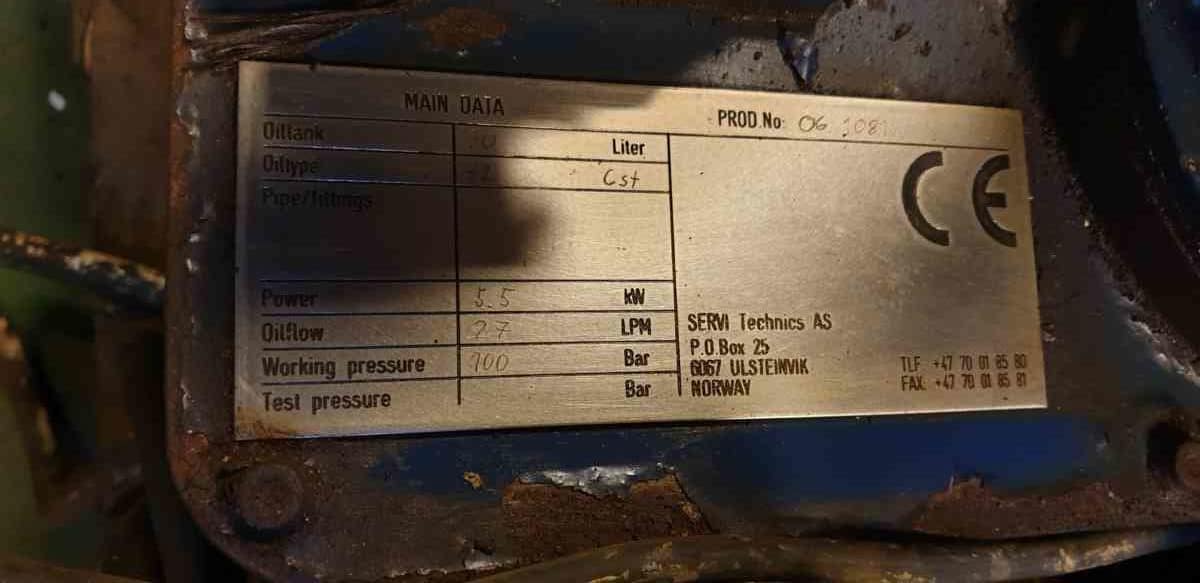 MAIN DATA
PROD.No: 06
Oiltank Liter
Oiltype Cst
Pipe/fittings
Power 5.5 kW
Oilflow 27 LPM
Working pressure 100 Bar
Test pressure Bar
CE
SERVI Technics AS
P.O.Box 25
6067 ULSTEINVIK
NORWAY
TLF +47 70 01 85 80
FAX. +47 70 01 85 81